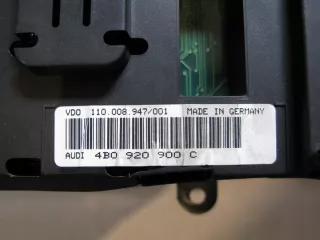 VDO 110.008.947/001 MADE IN GERMANY
AUDI 4B0 920 900 C